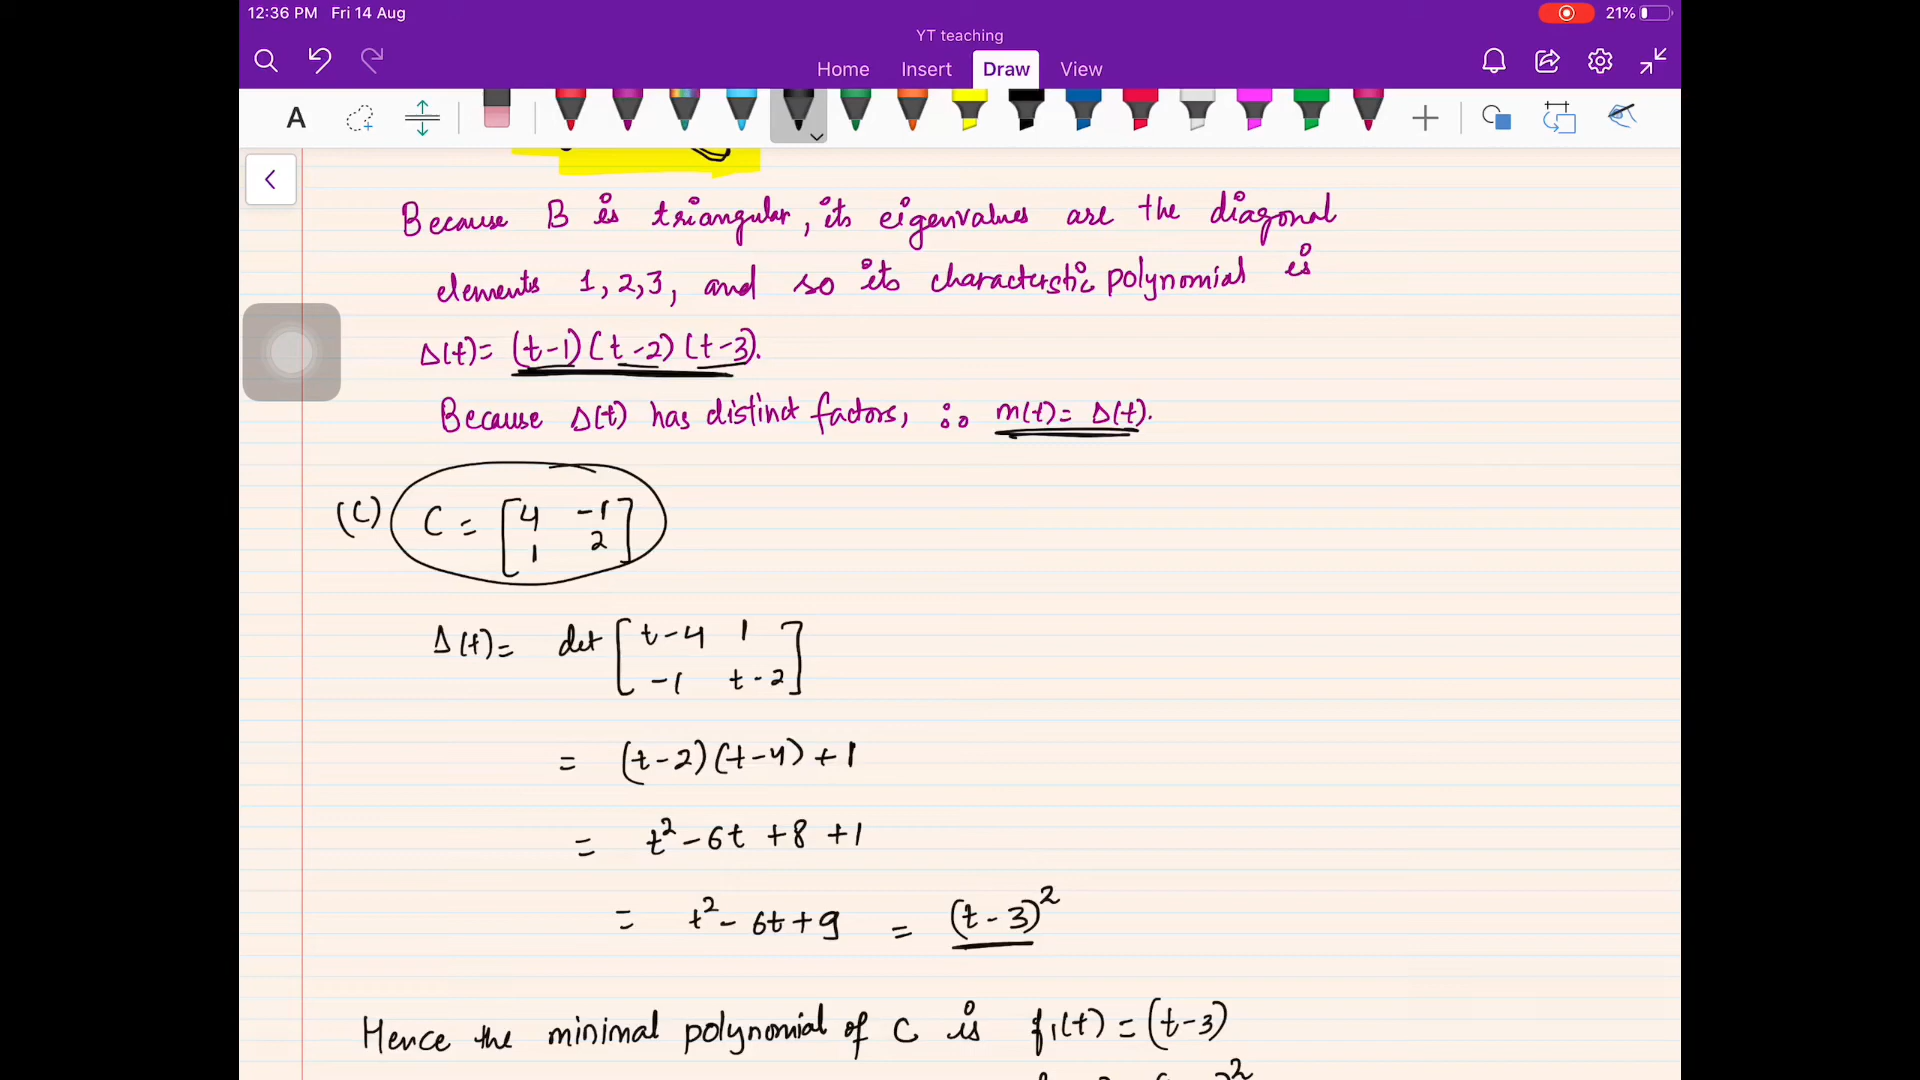 12:36 PM Fri 14 Aug
21%
YT teaching
Home Insert Draw View
A
Because B is triangular, its eigenvalues are the diagonal
elements 1, 2, 3, and so its characterstic polynomial is
Δ(t) = (t-1)(t-2)(t-3).
Because Δ(t) has distinct factors, ∴ m(t) = Δ(t).
(C) C = [4 -1
1 2]
Δ(t) = det [t-4 1
-1 t-2]
= (t-2)(t-4)+1
= t² - 6t + 8 + 1
= t² - 6t + 9 = (t-3)²
Hence the minimal polynomial of C is f₁(t) = (t-3)